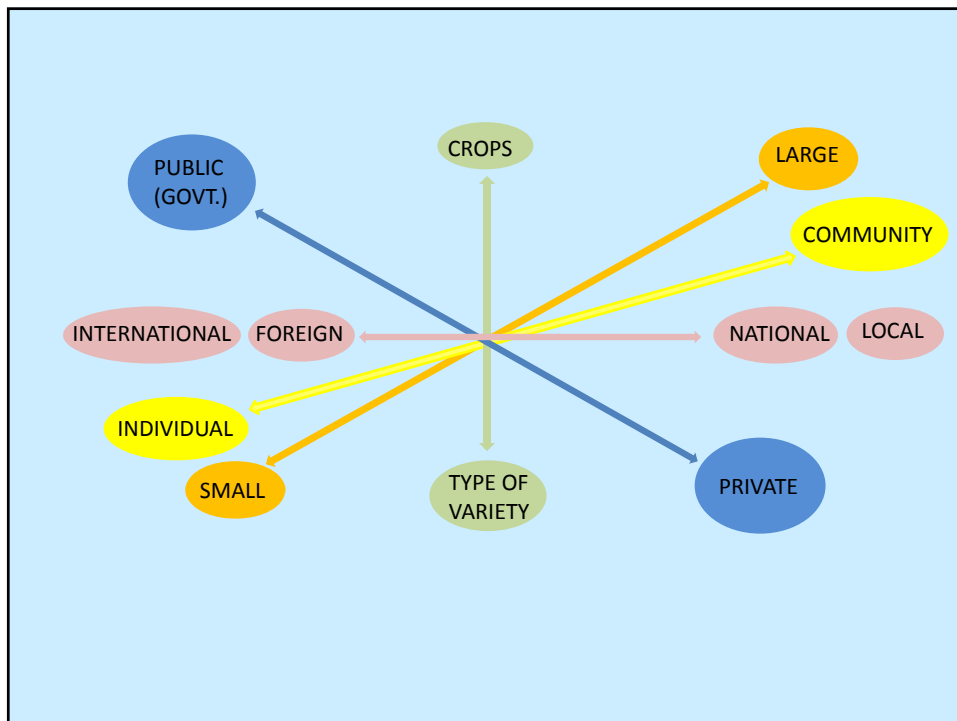 PUBLIC
(GOVT.)
CROPS
LARGE
COMMUNITY
INTERNATIONAL
FOREIGN
NATIONAL
LOCAL
INDIVIDUAL
SMALL
TYPE OF
VARIETY
PRIVATE